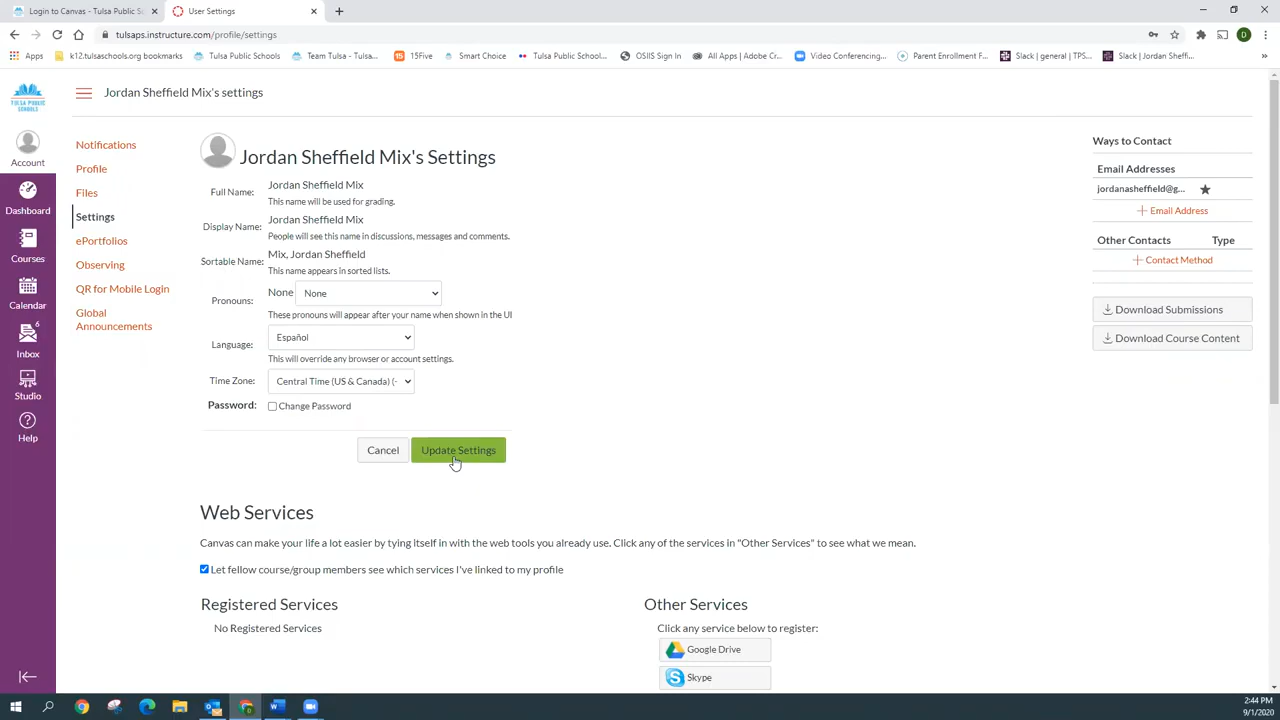 Login to Canvas - Tulsa Public S
User Settings
tulsaps.instructure.com/profile/settings
Apps
k12.tulsaschools.org bookmarks
Tulsa Public Schools
Team Tulsa - Tulsa...
15
15Five
Smart Choice
Tulsa Public School...
OSIIS Sign In
All Apps | Adobe Cr...
Video Conferencing...
Parent Enrollment F...
Slack | general | TPS...
Slack | Jordan Sheffi...
D
TULSA PUBLIC
SCHOOLS
Jordan Sheffield Mix's settings
Account
Dashboard
Courses
Calendar
6
Inbox
Studio
Help
Notifications
Profile
Files
Settings
ePortfolios
Observing
QR for Mobile Login
Global
Announcements
Jordan Sheffield Mix's Settings
Full Name: Jordan Sheffield Mix
This name will be used for grading.
Display Name: Jordan Sheffield Mix
People will see this name in discussions, messages and comments.
Sortable Name: Mix, Jordan Sheffield
This name appears in sorted lists.
Pronouns: None None
These pronouns will appear after your name when shown in the UI
Language: Español
This will override any browser or account settings.
Time Zone: Central Time (US & Canada) (-
Password: Change Password
Cancel
Update Settings
Ways to Contact
Email Addresses
jordanasheffield@g...
Email Address
Other Contacts Type
Contact Method
Download Submissions
Download Course Content
Web Services
Canvas can make your life a lot easier by tying itself in with the web tools you already use. Click any of the services in "Other Services" to see what we mean.
Let fellow course/group members see which services I've linked to my profile
Registered Services
No Registered Services
Other Services
Click any service below to register:
Google Drive
Skype
2:44 PM
9/1/2020